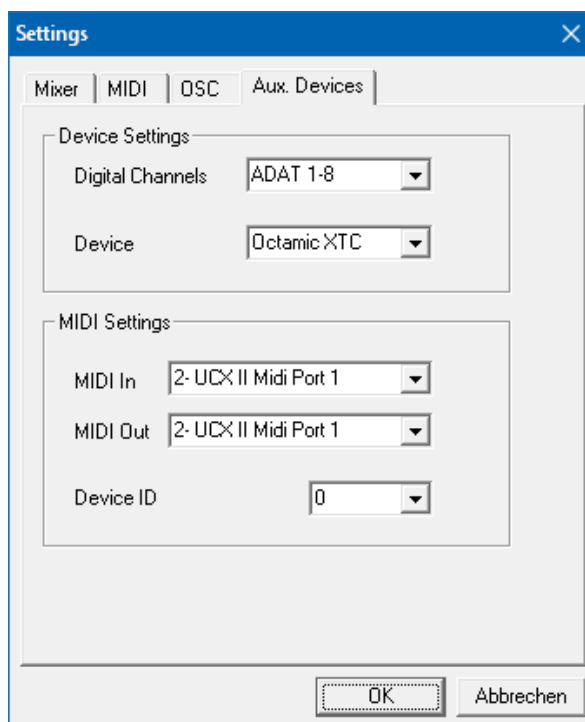 Settings
Mixer MIDI OSC Aux. Devices
Device Settings
Digital Channels ADAT 1-8
Device Octamic XTC
MIDI Settings
MIDI In 2- UCX II Midi Port 1
MIDI Out 2- UCX II Midi Port 1
Device ID 0
OK Abbrechen